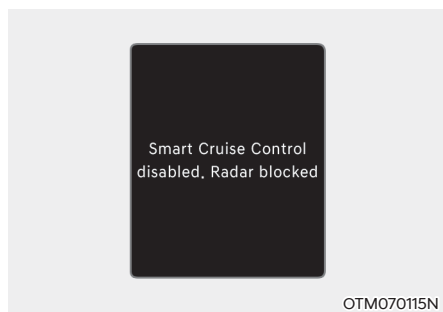 Smart Cruise Control
disabled. Radar blocked
OTM070115N